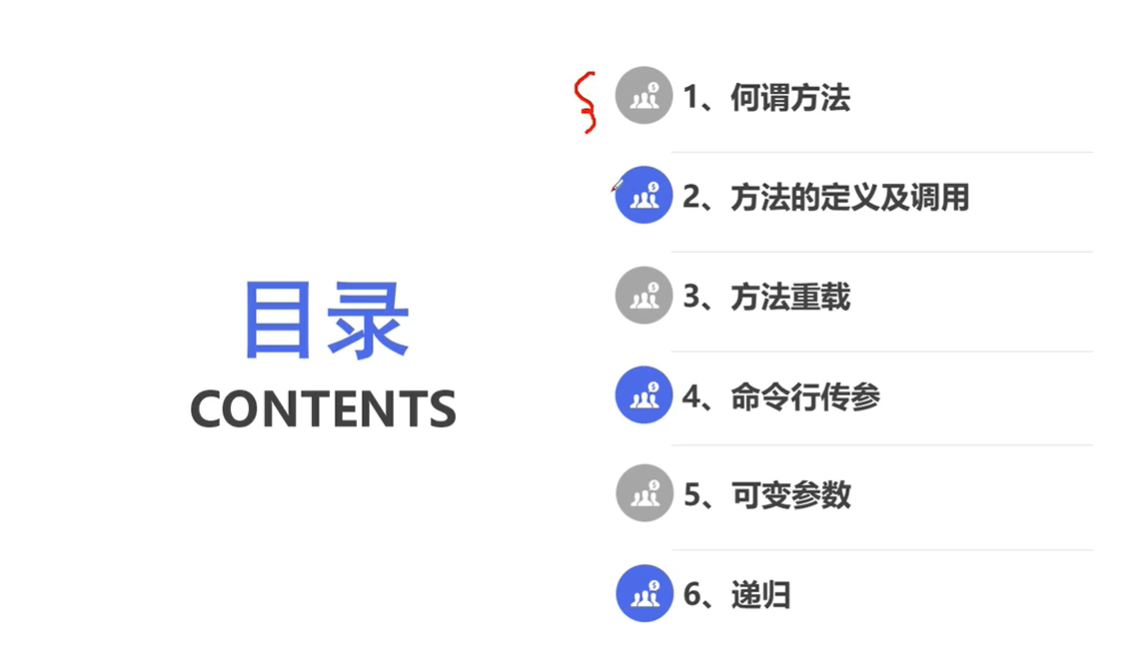 目录
CONTENTS
1、何谓方法
2、方法的定义及调用
3、方法重载
4、命令行传参
5、可变参数
6、递归